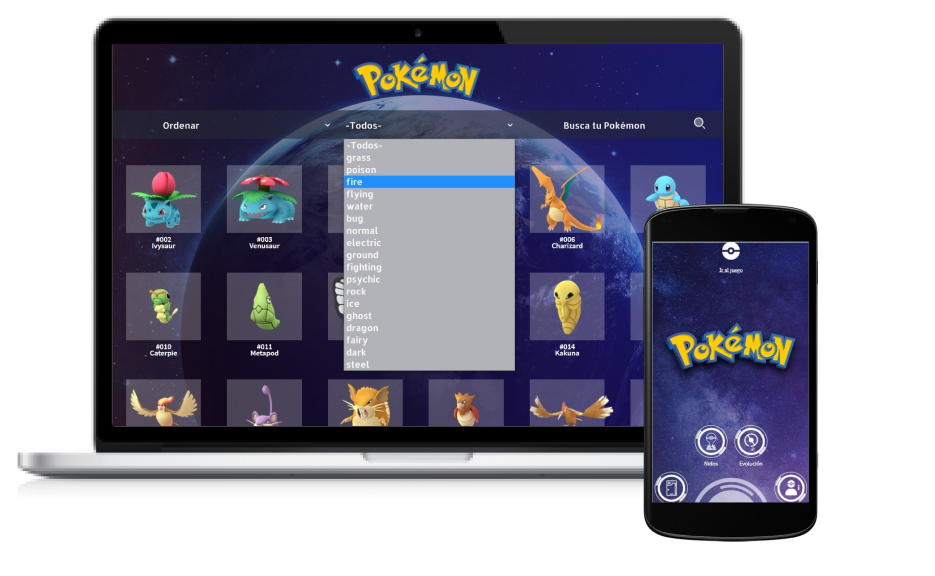 POKéMON
Ordenar
-Todos-
Busca tu Pokémon
-Todos-
grass
poison
fire
flying
water
bug
normal
electric
ground
fighting
psychic
rock
ice
ghost
dragon
fairy
dark
steel
#002
Ivysaur
#003
Venusaur
#006
Charizard
#010
Caterpie
#011
Metapod
#014
Kakuna
Ir al juego
POKéMON
Nidos
Evolución